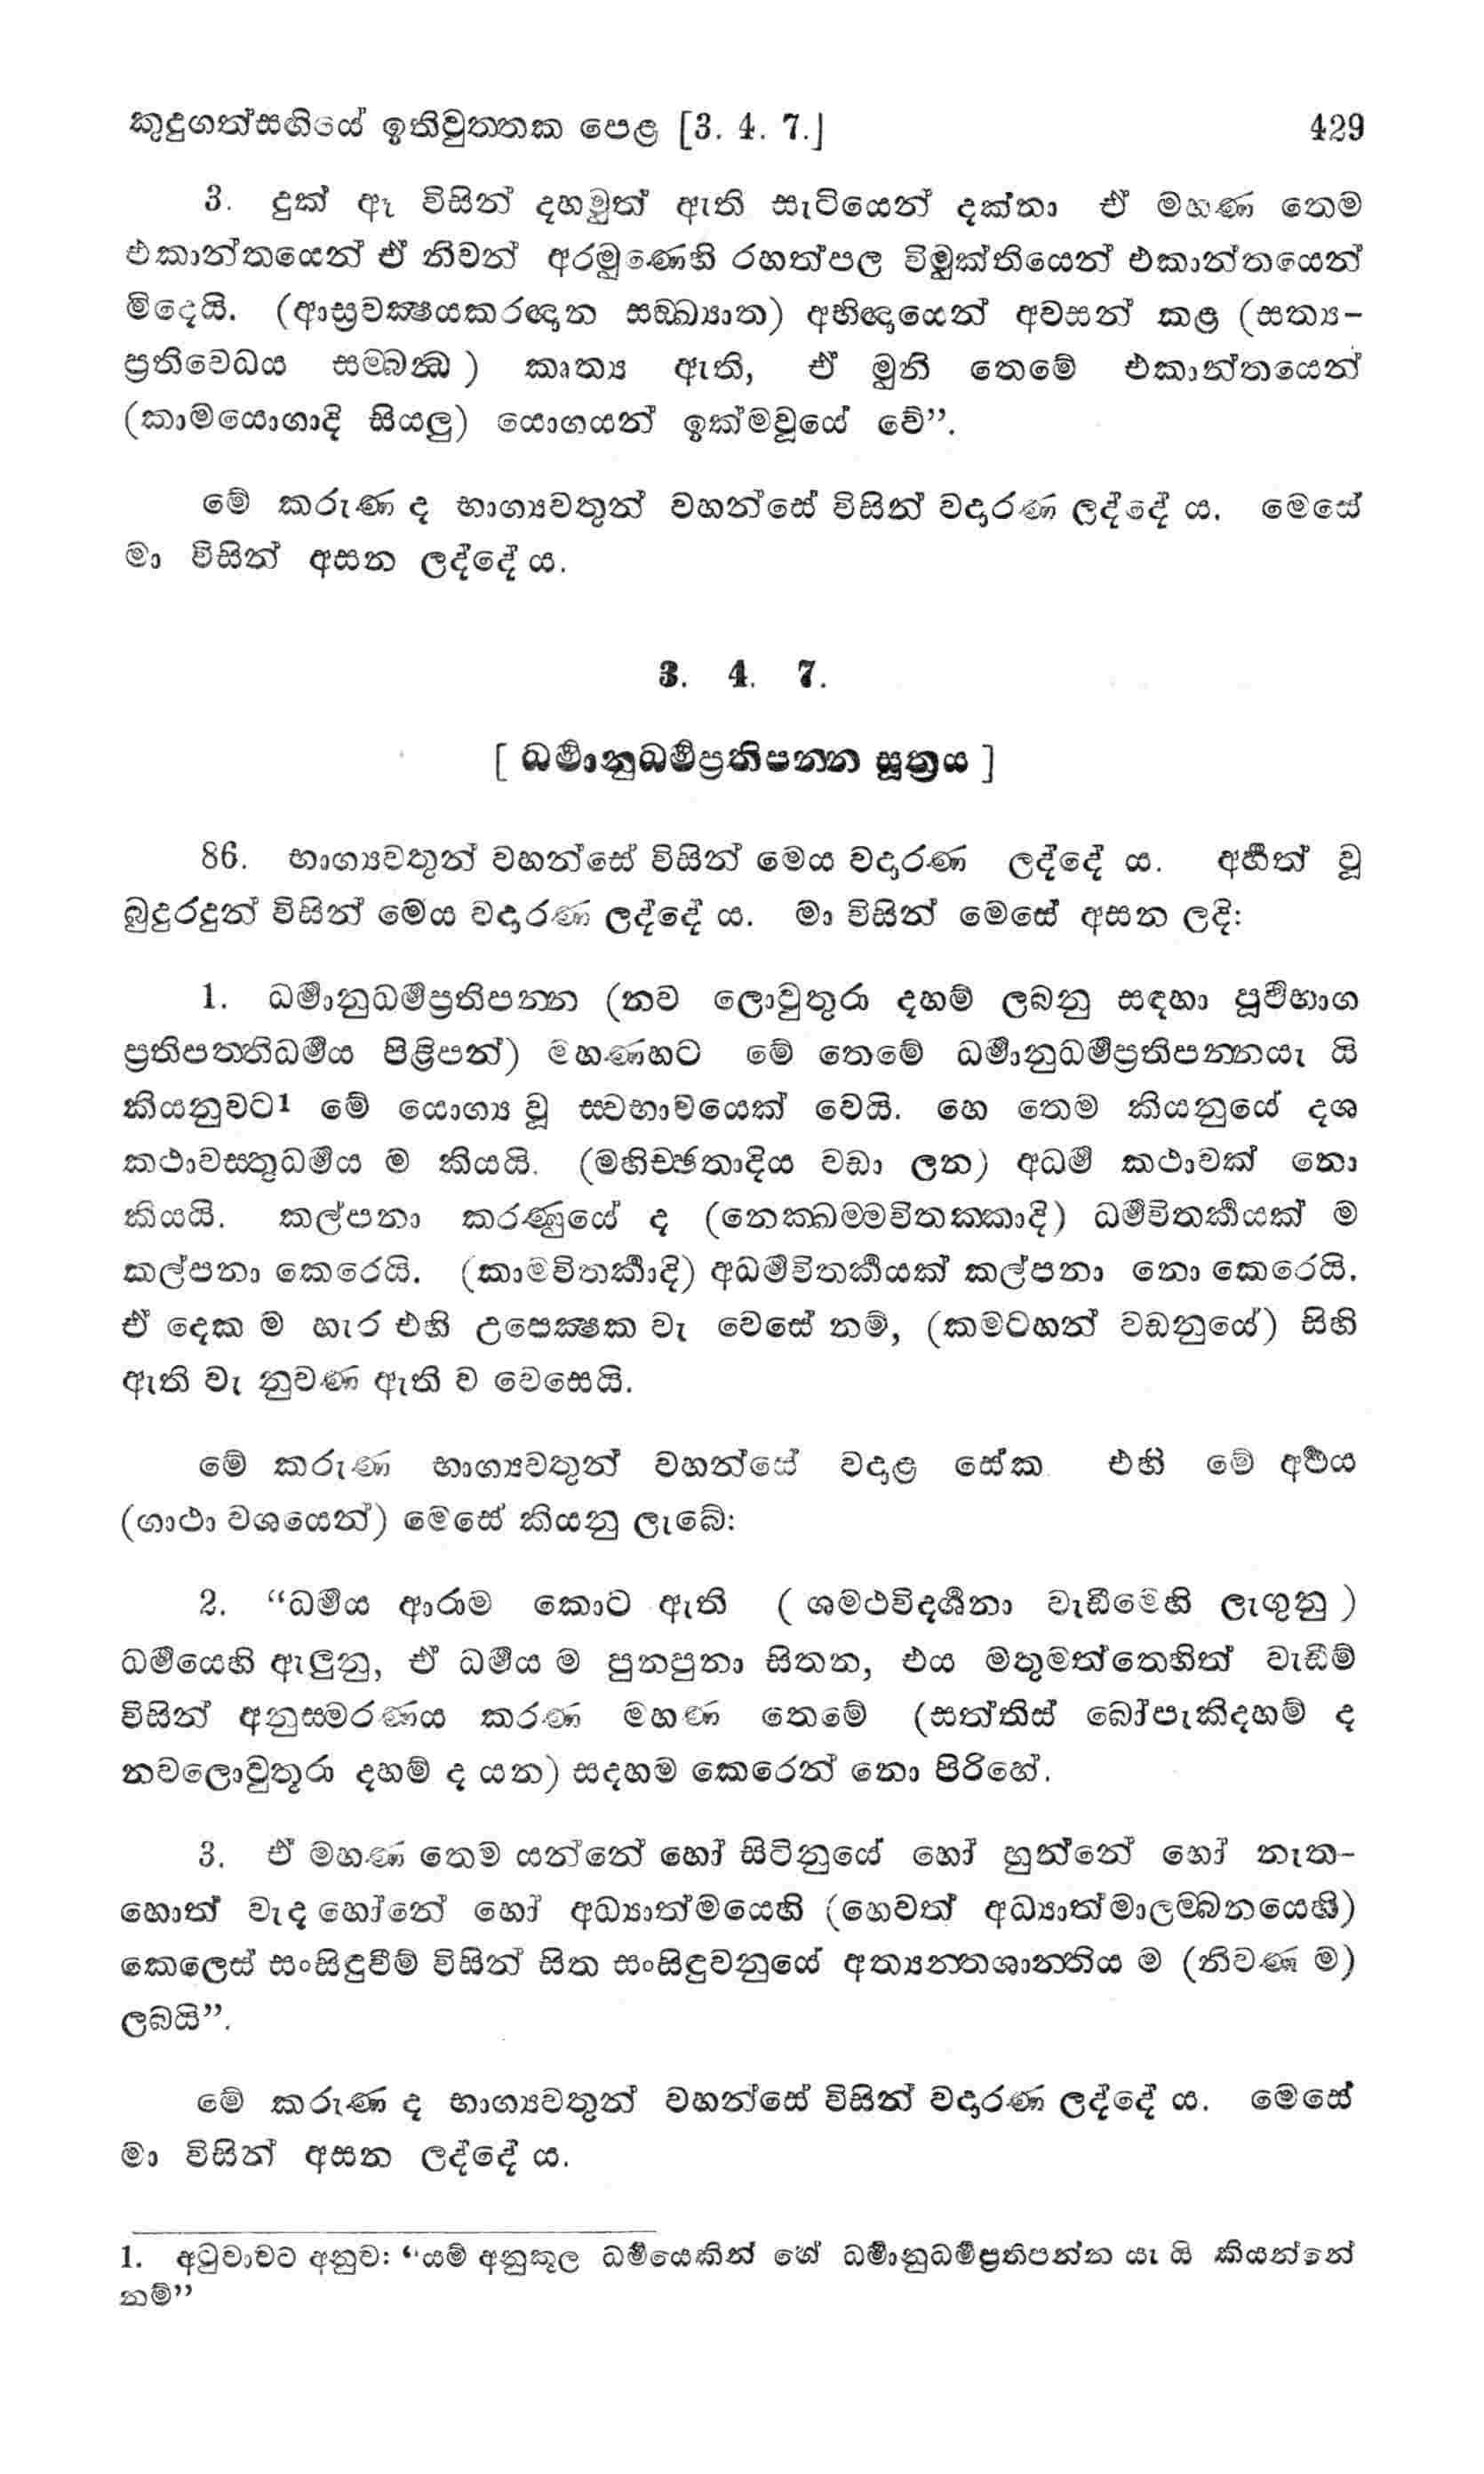 කුදුගත්සඟියේ ඉතිවුත්තක පෙළ [3. 4. 7.] 429
3. දුක් ඈ විසින් දහමුත් ඇති සැටියෙන් දක්නා ඒ මහණ තෙම
එකාන්තයෙන් ඒ නිවන් අරමුණෙහි රහත්පල විමුක්තියෙන් එකාන්තයෙන්
මිදෙයි. (ආස්‍රවක්‍ෂයකරඥාන සඞ්ඛ්‍යාත) අභිඥායෙන් අවසන් කළ (සත්‍ය-
ප්‍රතිවෙධය සම්බන්‍ධ) කෘත්‍ය ඇති, ඒ මුනි තෙමේ එකාන්තයෙන්
(කාමයොගාදි සියලු) යොගයන් ඉක්මවූයේ වේ”.
මේ කරුණ ද භාග්‍යවතුන් වහන්සේ විසින් වදාරණ ලද්දේ ය. මෙසේ
මා විසින් අසන ලද්දේ ය.
3. 4. 7.
[ ධර්‍මානුධර්‍මප්‍රතිපන්න සූත්‍රය ]
86. භාග්‍යවතුන් වහන්සේ විසින් මෙය වදාරණ ලද්දේ ය. අර්‍හත් වූ
බුදුරදුන් විසින් මෙය වදාරණ ලද්දේ ය. මා විසින් මෙසේ අසන ලදි:
1. ධර්‍මානුධර්‍මප්‍රතිපන්න (නව ලොවුතුරා දහම් ලබනු සඳහා පූර්‍වභාග
ප්‍රතිපත්තිධර්‍මය පිළිපන්) මහණහට මේ තෙමේ ධර්‍මානුධර්‍මප්‍රතිපන්නයැ යි
කියනුවට1 මේ යොග්‍ය වූ ස්වභාවයෙක් වෙයි. හෙ තෙම කියනුයේ දශ
කථාවස්තුධර්‍මය ම කියයි. (මහිච්ඡතාදිය වඩා ලන) අධර්‍ම කථාවක් නො
කියයි. කල්පනා කරණුයේ ද (නෙක්ඛම්මවිතක්කාදි) ධර්‍මවිතර්‍කයක් ම
කල්පනා කෙරෙයි. (කාමවිතර්‍කාදි) අධර්‍මවිතර්‍කයක් කල්පනා නො කෙරෙයි.
ඒ දෙක ම හැර එහි උපෙක්‍ෂක වැ වෙසේ නම්, (කමටහන් වඩනුයේ) සිහි
ඇති වැ නුවණ ඇති ව වෙසෙයි.
මේ කරුණ භාග්‍යවතුන් වහන්සේ වදාළ සේක. එහි මේ අර්‍ථය
(ගාථා වශයෙන්) මෙසේ කියනු ලැබේ:
2. “ධර්‍මය ආරාම කොට ඇති ( ශමථවිදර්‍ශනා වැඩීමෙහි ලැගුනු )
ධර්‍මයෙහි ඇලුනු, ඒ ධර්‍මය ම පුනපුනා සිතන, එය මතුමත්තෙහිත් වැඩීම්
විසින් අනුස්මරණය කරණ මහණ තෙමේ (සත්තිස් බෝපැකිදහම් ද
නවලොවුතුරා දහම් ද යන) සදහම් කෙරෙන් නො පිරිහේ.
3. ඒ මහණ තෙම යන්නේ හෝ සිටිනුයේ හෝ හුන්නේ හෝ නැත-
හොත් වැද හෝනේ හෝ අධ්‍යාත්මයෙහි (හෙවත් අධ්‍යාත්මාලම්බනයෙහි)
කෙලෙස් සංසිඳුවීම් විසින් සිත සංසිඳුවනුයේ අත්‍යන්තශාන්තිය ම (නිවණ ම)
ලබයි”.
මේ කරුණ ද භාග්‍යවතුන් වහන්සේ විසින් වදාරණ ලද්දේ ය. මෙසේ
මා විසින් අසන ලද්දේ ය.
1. අටුවාවට අනුව: “යම් අනුකූල ධර්‍මයෙකින් හේ ධර්‍මානුධර්‍මප්‍රතිපන්න යැ යි කියන්නේ
නම්”